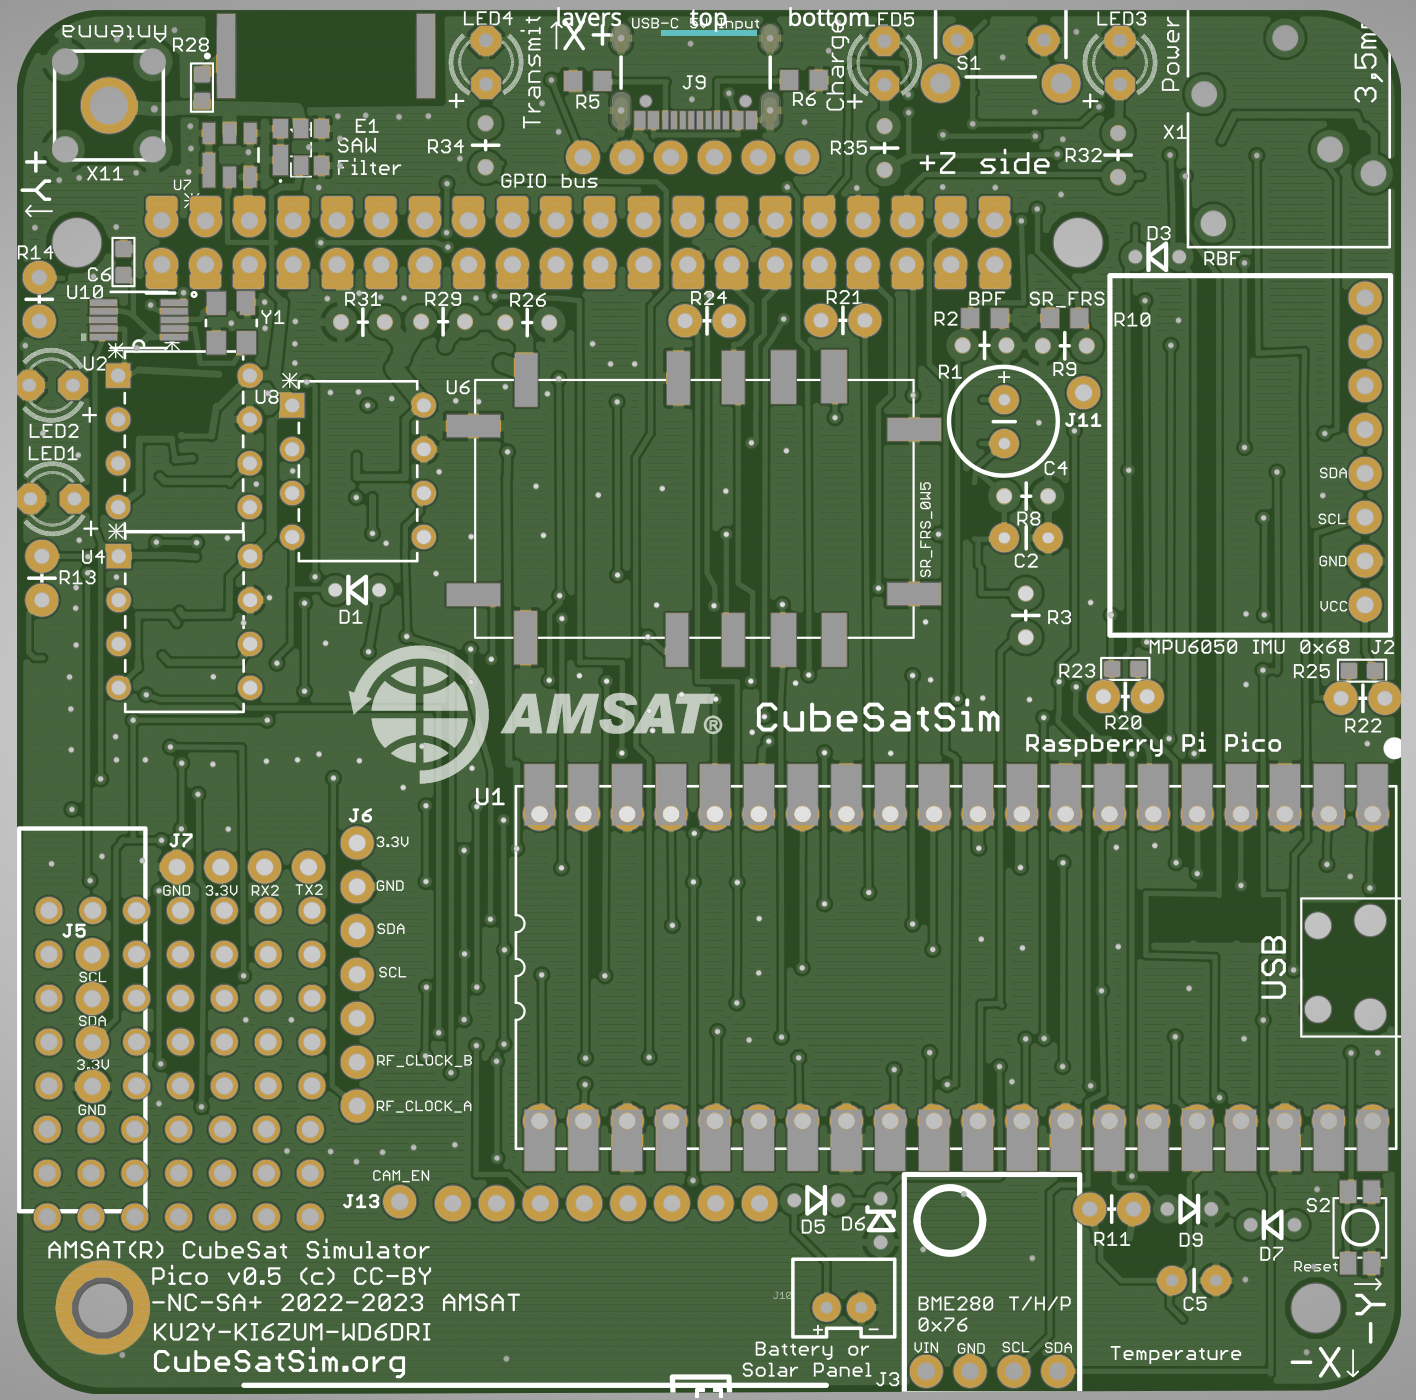 layers top bottom
USB-C 5V Input
Antenna
R28
LED4
Transmit
X+
J9
R5
R6
Charge
LED5
S1
LED3
Power
3,5m
X1
E1
SAW
Filter
R34
R35
R32
+Z side
X11
Y+
U7
GPIO bus
R14
C6
U10
Y1
R31
R29
R26
R24
R21
D3
RBF
BPF
SR_FRS
R2
R10
R1
R9
J11
U2
U8
U6
LED2
LED1
C4
R8
C2
SR_FRS_0W5
SDA
SCL
GND
VCC
U4
R13
D1
R3
MPU6050 IMU 0x68 J2
R23
R25
R20
R22
AMSAT®
CubeSatSim
Raspberry Pi Pico
U1
J6
3.3V
GND
SDA
SCL
RF_CLOCK_B
RF_CLOCK_A
J7
GND 3.3V RX2 TX2
J5
SCL
SDA
3.3V
GND
USB
CAM_EN
J13
D5
D6
R11
D9
D7
S2
Reset
C5
AMSAT(R) CubeSat Simulator
Pico v0.5 (c) CC-BY
-NC-SA+ 2022-2023 AMSAT
KU2Y-KI6ZUM-WD6DRI
CubeSatSim.org
J10
+ -
Battery or
Solar Panel
BME280 T/H/P
0x76
VIN GND SCL SDA
J3
Temperature
-X
-Y